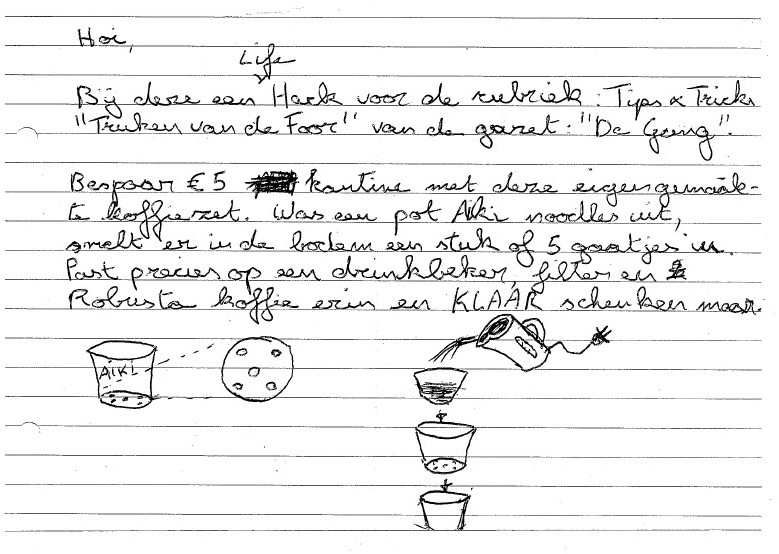 Hoi,
Life
Bij deze een Hack voor de rubriek: Tips & Tricks
"Truken van de Foor" van de gazet: "De Gong".
Bespaar € 5 kantine met deze eigengemaak-
te koffiezet. Was een pot Aiki noodles uit,
smelt er in de bodem een stuk of 5 gaatjes in.
Past precies op een drinkbeker, filter en
Robusta koffie erin en KLAAR schenken maar.
AIKI